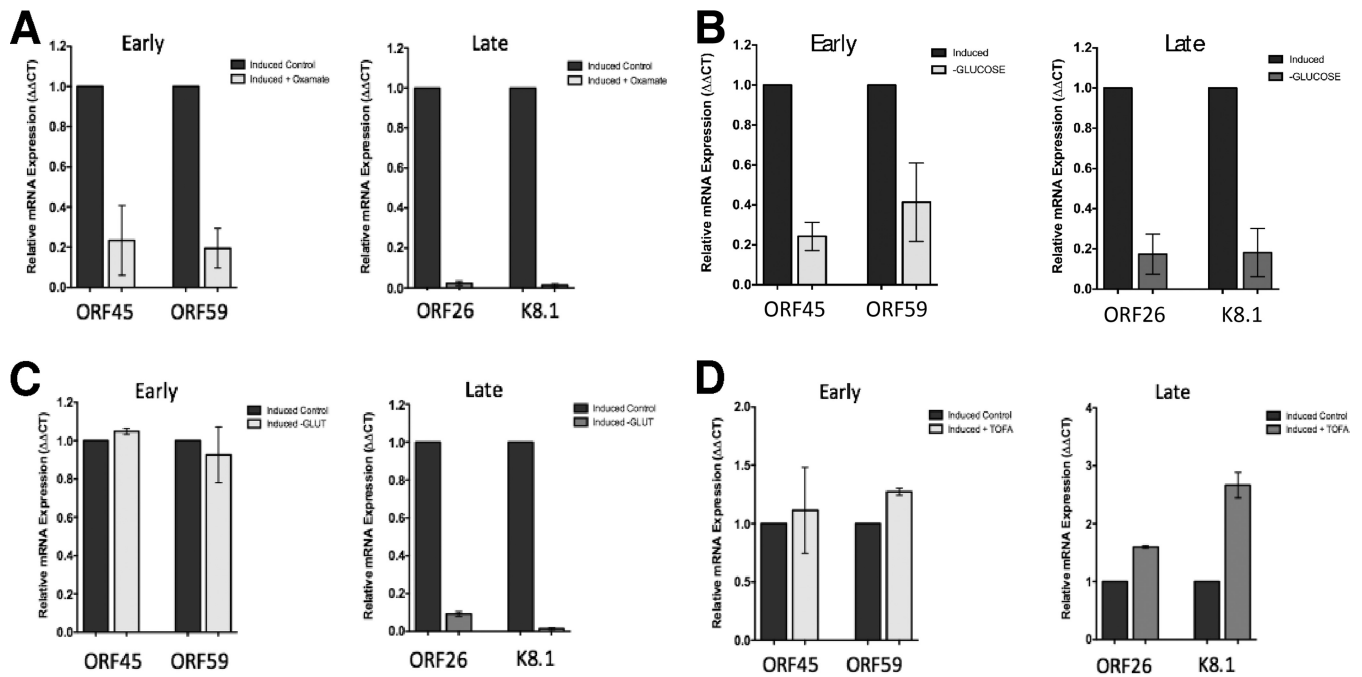 A
Early
Induced Control
Induced + Oxamate
Relative mRNA Expression (ΔΔCT)
1.2
1.0
0.8
0.6
0.4
0.2
0.0
ORF45 ORF59
Late
Induced Control
Induced + Oxamate
Relative mRNA Expression (ΔΔCT)
1.2
1.0
0.8
0.6
0.4
0.2
0.0
ORF26 K8.1
B
Early
Induced
-GLUCOSE
Relative mRNA Expression (ΔΔCT)
1.2
1.0
0.8
0.6
0.4
0.2
0.0
ORF45 ORF59
Late
Induced
-GLUCOSE
Relative mRNA Expression (ΔΔCT)
1.2
1.0
0.8
0.6
0.4
0.2
0.0
ORF26 K8.1
C
Early
Induced Control
Induced -GLUT
Relative mRNA Expression (ΔΔCT)
1.2
1.0
0.8
0.6
0.4
0.2
0.0
ORF45 ORF59
Late
Induced Control
Induced -GLUT
Relative mRNA Expression (ΔΔCT)
1.2
1.0
0.8
0.6
0.4
0.2
0.0
ORF26 K8.1
D
Early
Induced Control
Induced + TOFA
Relative mRNA Expression (ΔΔCT)
2.0
1.5
1.0
0.5
0.0
ORF45 ORF59
Late
Induced Control
Induced + TOFA
Relative mRNA Expression (ΔΔCT)
4
3
2
1
0
ORF26 K8.1